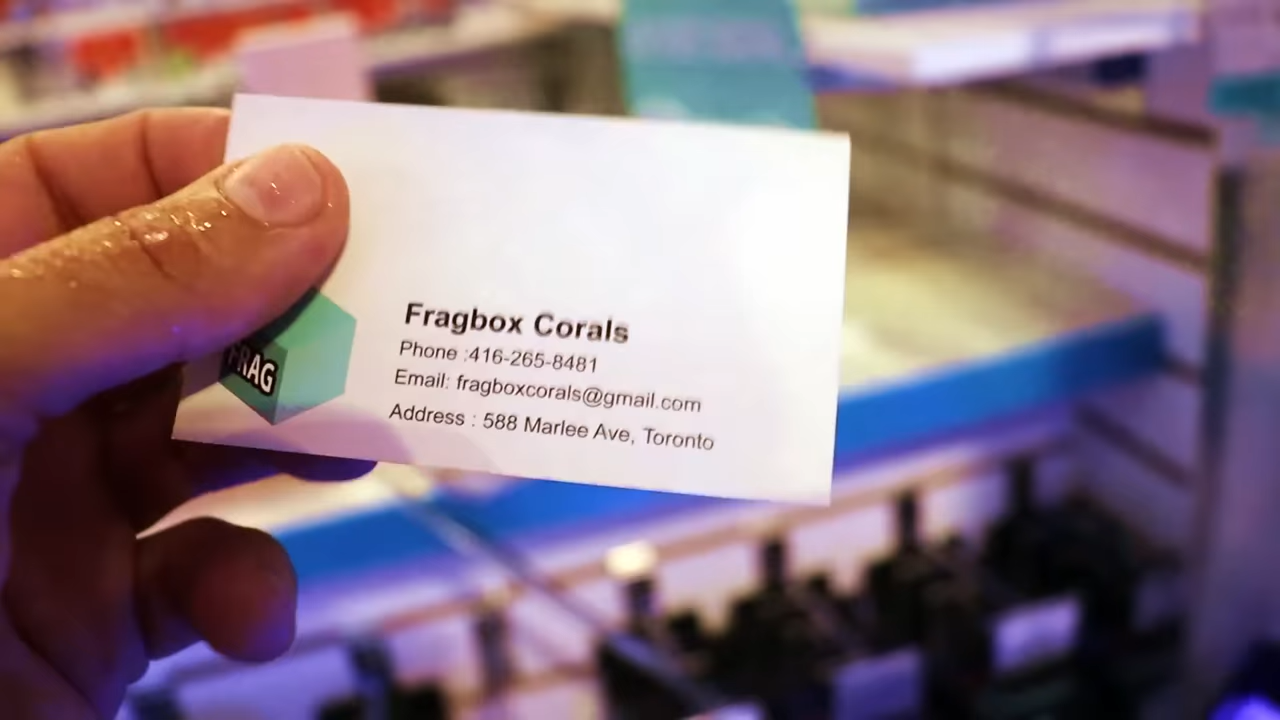 FRAG
Fragbox Corals
Phone :416-265-8481
Email: fragboxcorals@gmail.com
Address : 588 Marlee Ave, Toronto